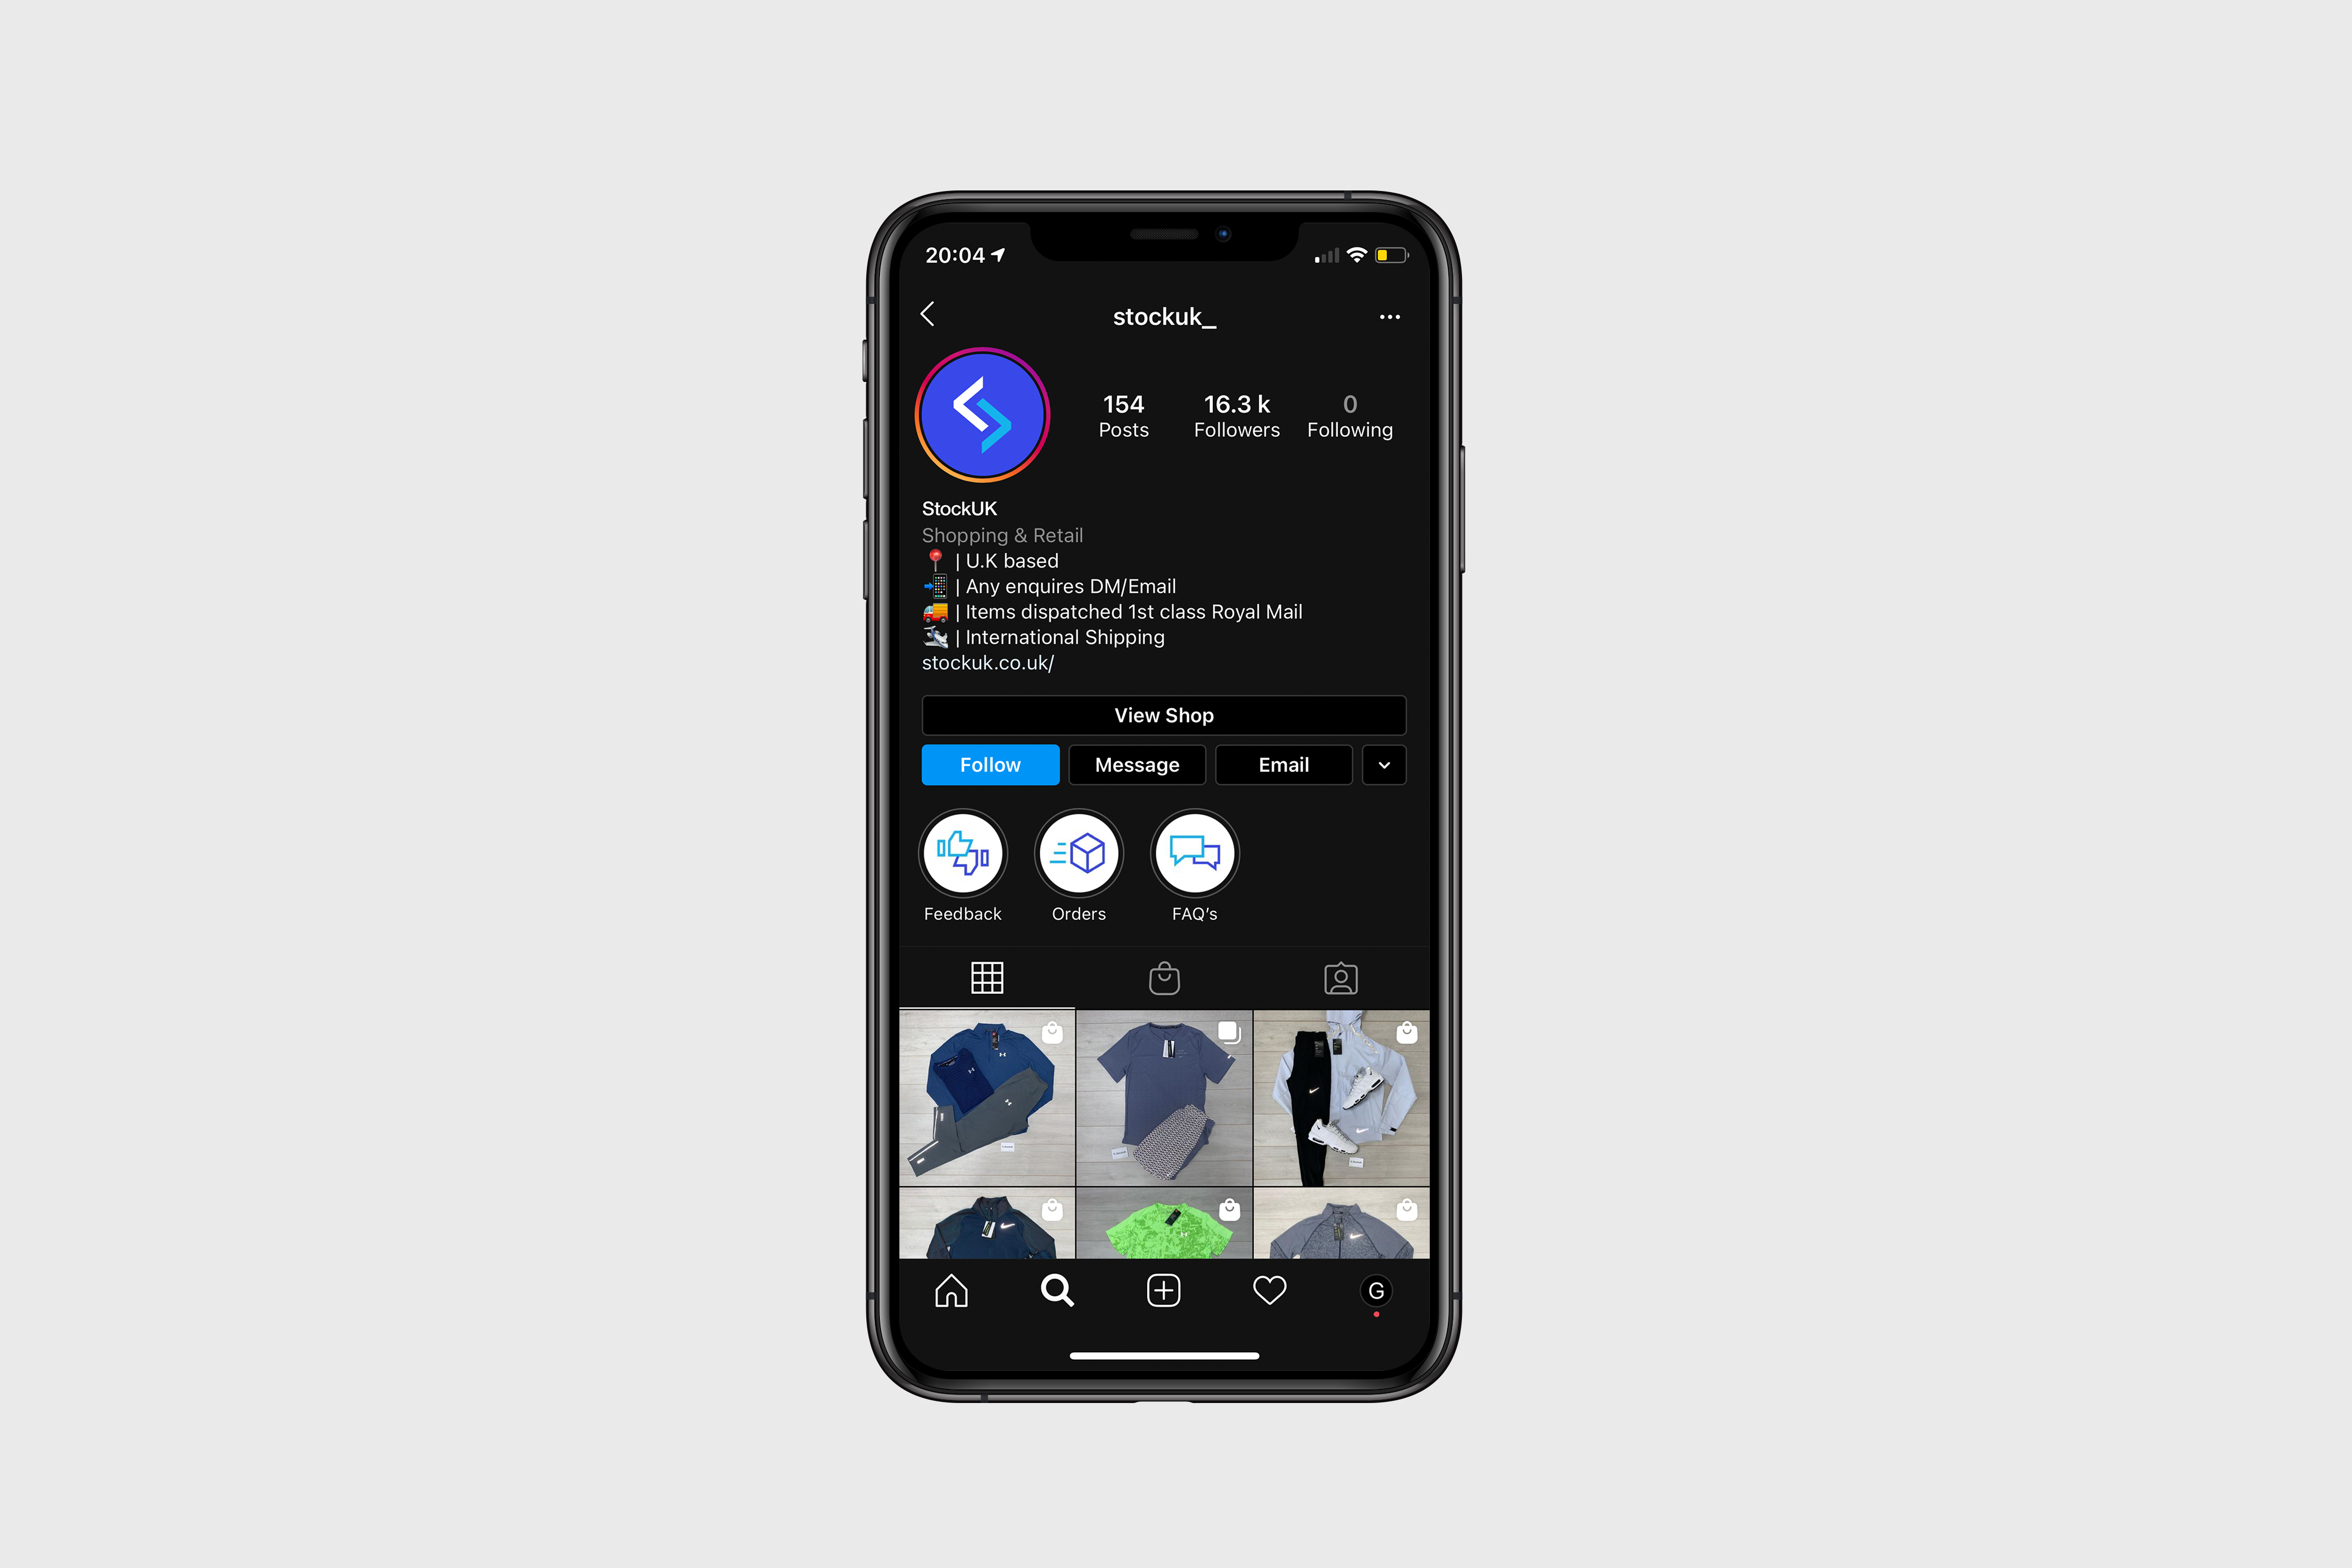 20:04
stockuk_
154
Posts
16.3 k
Followers
0
Following
StockUK
Shopping & Retail
| U.K based
| Any enquires DM/Email
| Items dispatched 1st class Royal Mail
| International Shipping
stockuk.co.uk/
View Shop
Follow
Message
Email
Feedback
Orders
FAQ’s
G